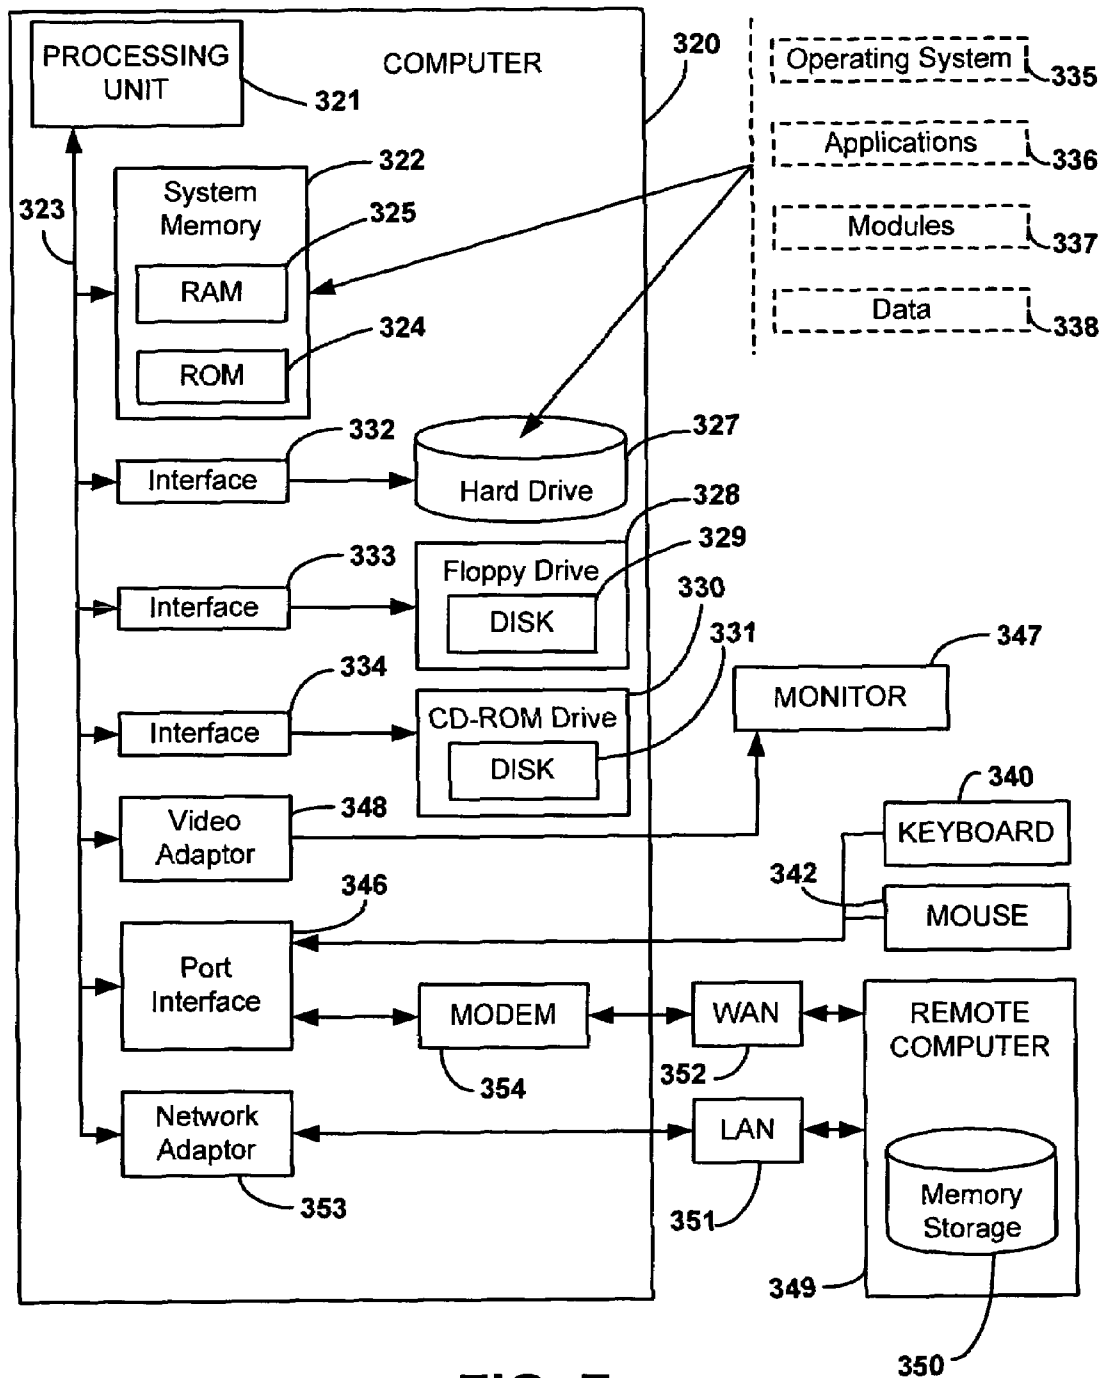 PROCESSING
UNIT
321
COMPUTER
320
Operating System
335
Applications
336
Modules
337
Data
338
323
322
System
Memory
325
RAM
324
ROM
332
Interface
327
Hard Drive
328
329
333
Interface
Floppy Drive
DISK
330
331
334
Interface
CD-ROM Drive
DISK
347
MONITOR
348
Video
Adaptor
340
KEYBOARD
342
MOUSE
346
Port
Interface
MODEM
354
WAN
352
REMOTE
COMPUTER
Network
Adaptor
353
LAN
351
Memory
Storage
349
350